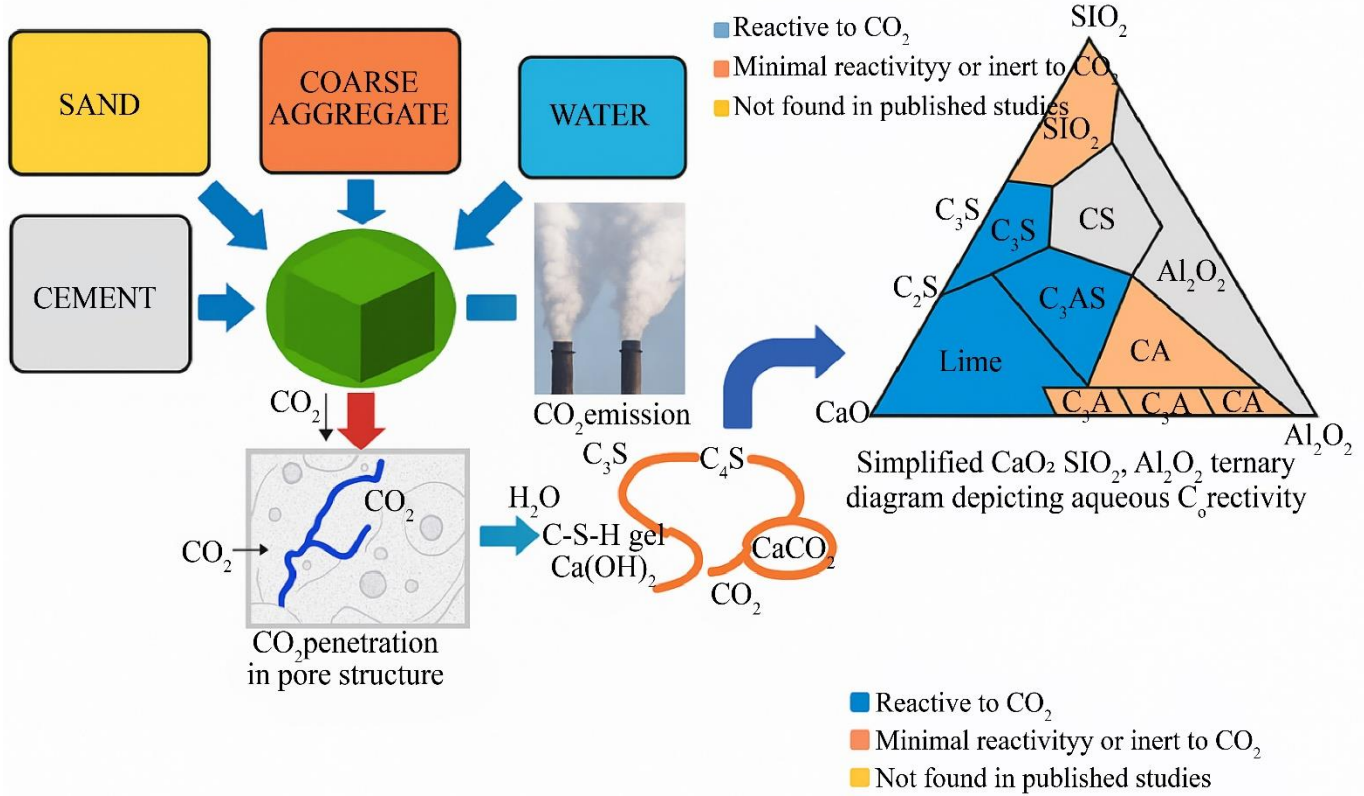 SAND
COARSE
AGGREGATE
WATER
CEMENT
CO₂
CO₂ emission
CO₂
CO₂
CO₂penetration
in pore structure
H₂O
C-S-H gel
Ca(OH)₂
C₃S
C₄S
CaCO₂
CO₂
Reactive to CO₂
Minimal reactivityy or inert to CO₂
Not found in published studies
SIO₂
SIO₂
C₃S
C₃S
CS
C₂S
C₃AS
Al₂O₂
Lime
CA
CaO
C₃A
C₃A
CA
Al₂O₂
Simplified CaO₂ SIO₂, Al₂O₂ ternary
diagram depicting aqueous Cₒrectivity
Reactive to CO₂
Minimal reactivityy or inert to CO₂
Not found in published studies